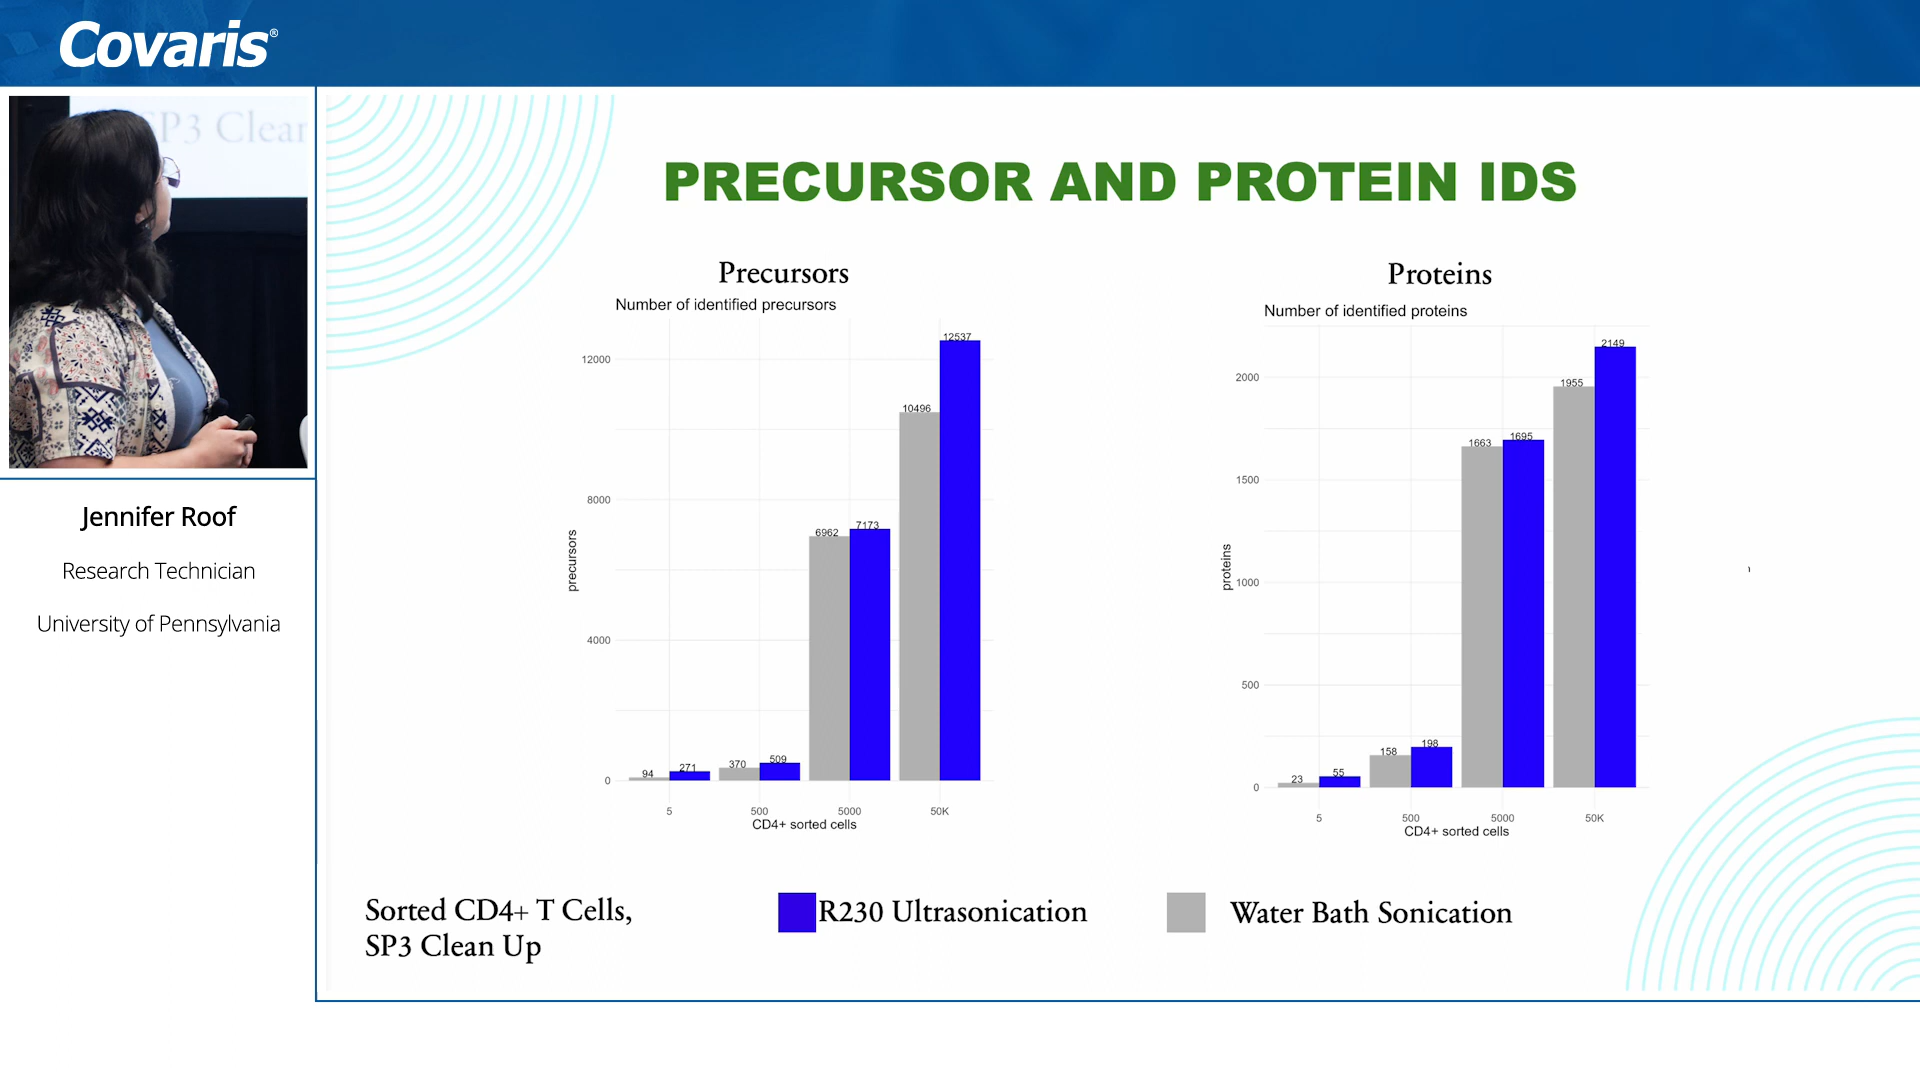 Covaris®
SP3 Clean
Jennifer Roof
Research Technician
University of Pennsylvania
PRECURSOR AND PROTEIN IDS
Precursors
Number of identified precursors
precursors
12000
8000
4000
0
94
271
370
509
6962
7173
10496
12537
5
500
5000
50K
CD4+ sorted cells
Proteins
Number of identified proteins
proteins
2000
1500
1000
500
0
23
55
158
198
1663
1695
1955
2149
5
500
5000
50K
CD4+ sorted cells
Sorted CD4+ T Cells,
SP3 Clean Up
R230 Ultrasonication
Water Bath Sonication